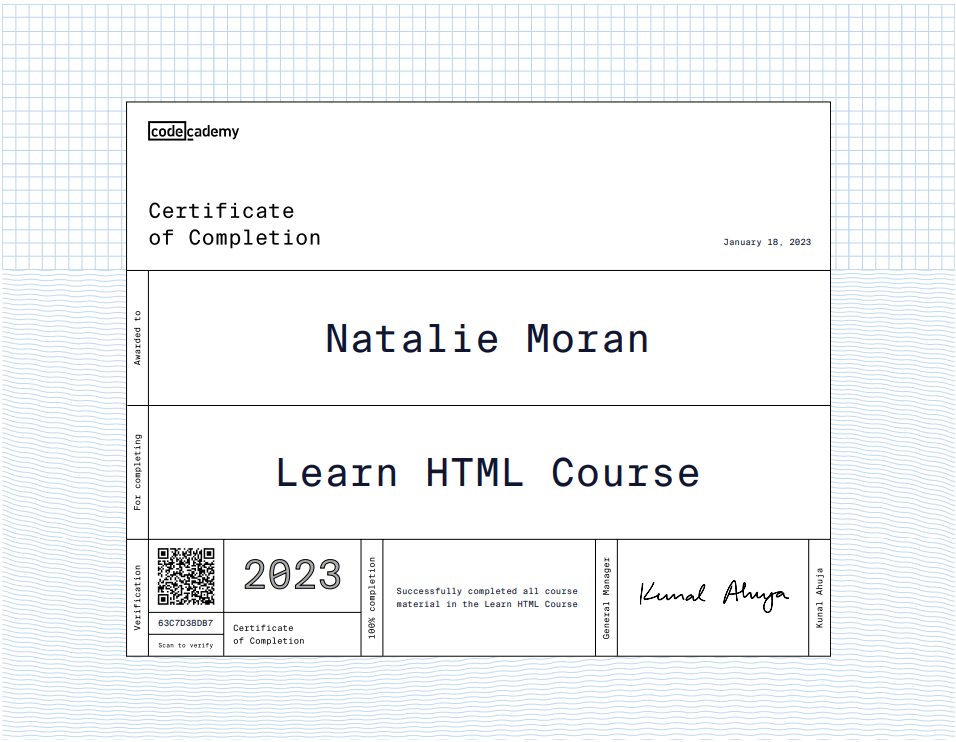 codecademy
Certificate
of Completion
January 18, 2023
Awarded to
Natalie Moran
For completing
Learn HTML Course
Verification
63C7D38DB7
Scan to verify
2023
Certificate
of Completion
100% completion
Successfully completed all course
material in the Learn HTML Course
General Manager
Kunal Ahuja
Kunal Ahuja